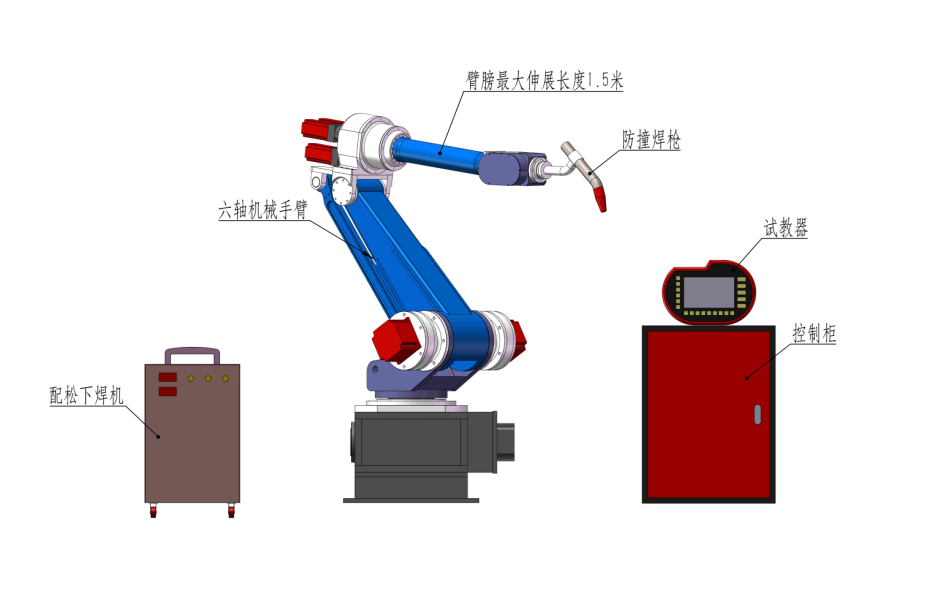 臂膀最大伸展长度1.5米
防撞焊枪
六轴机械手臂
试教器
控制柜
配松下焊机